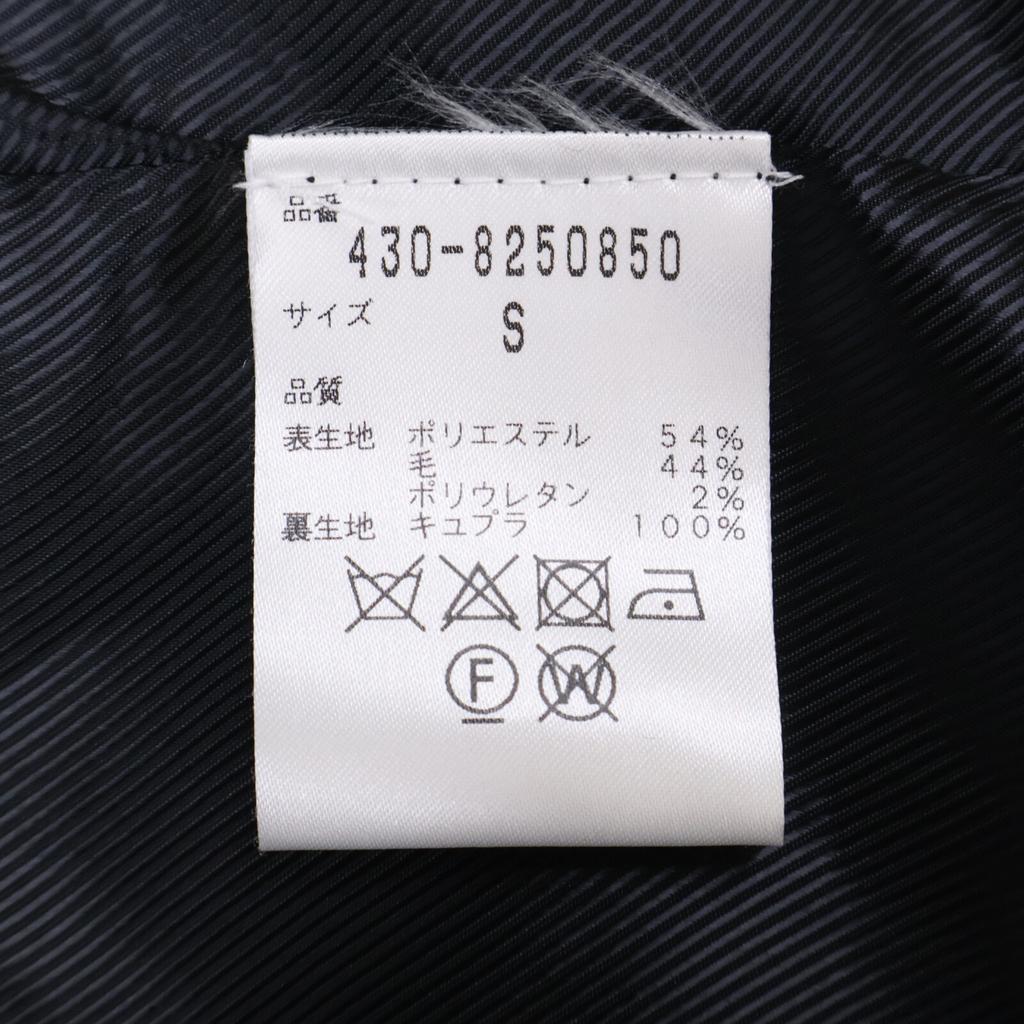 品番
430-8250850
サイズ S
品質
表生地 ポリエステル 54%
毛 44%
ポリウレタン 2%
裏生地 キュプラ 100%
F W